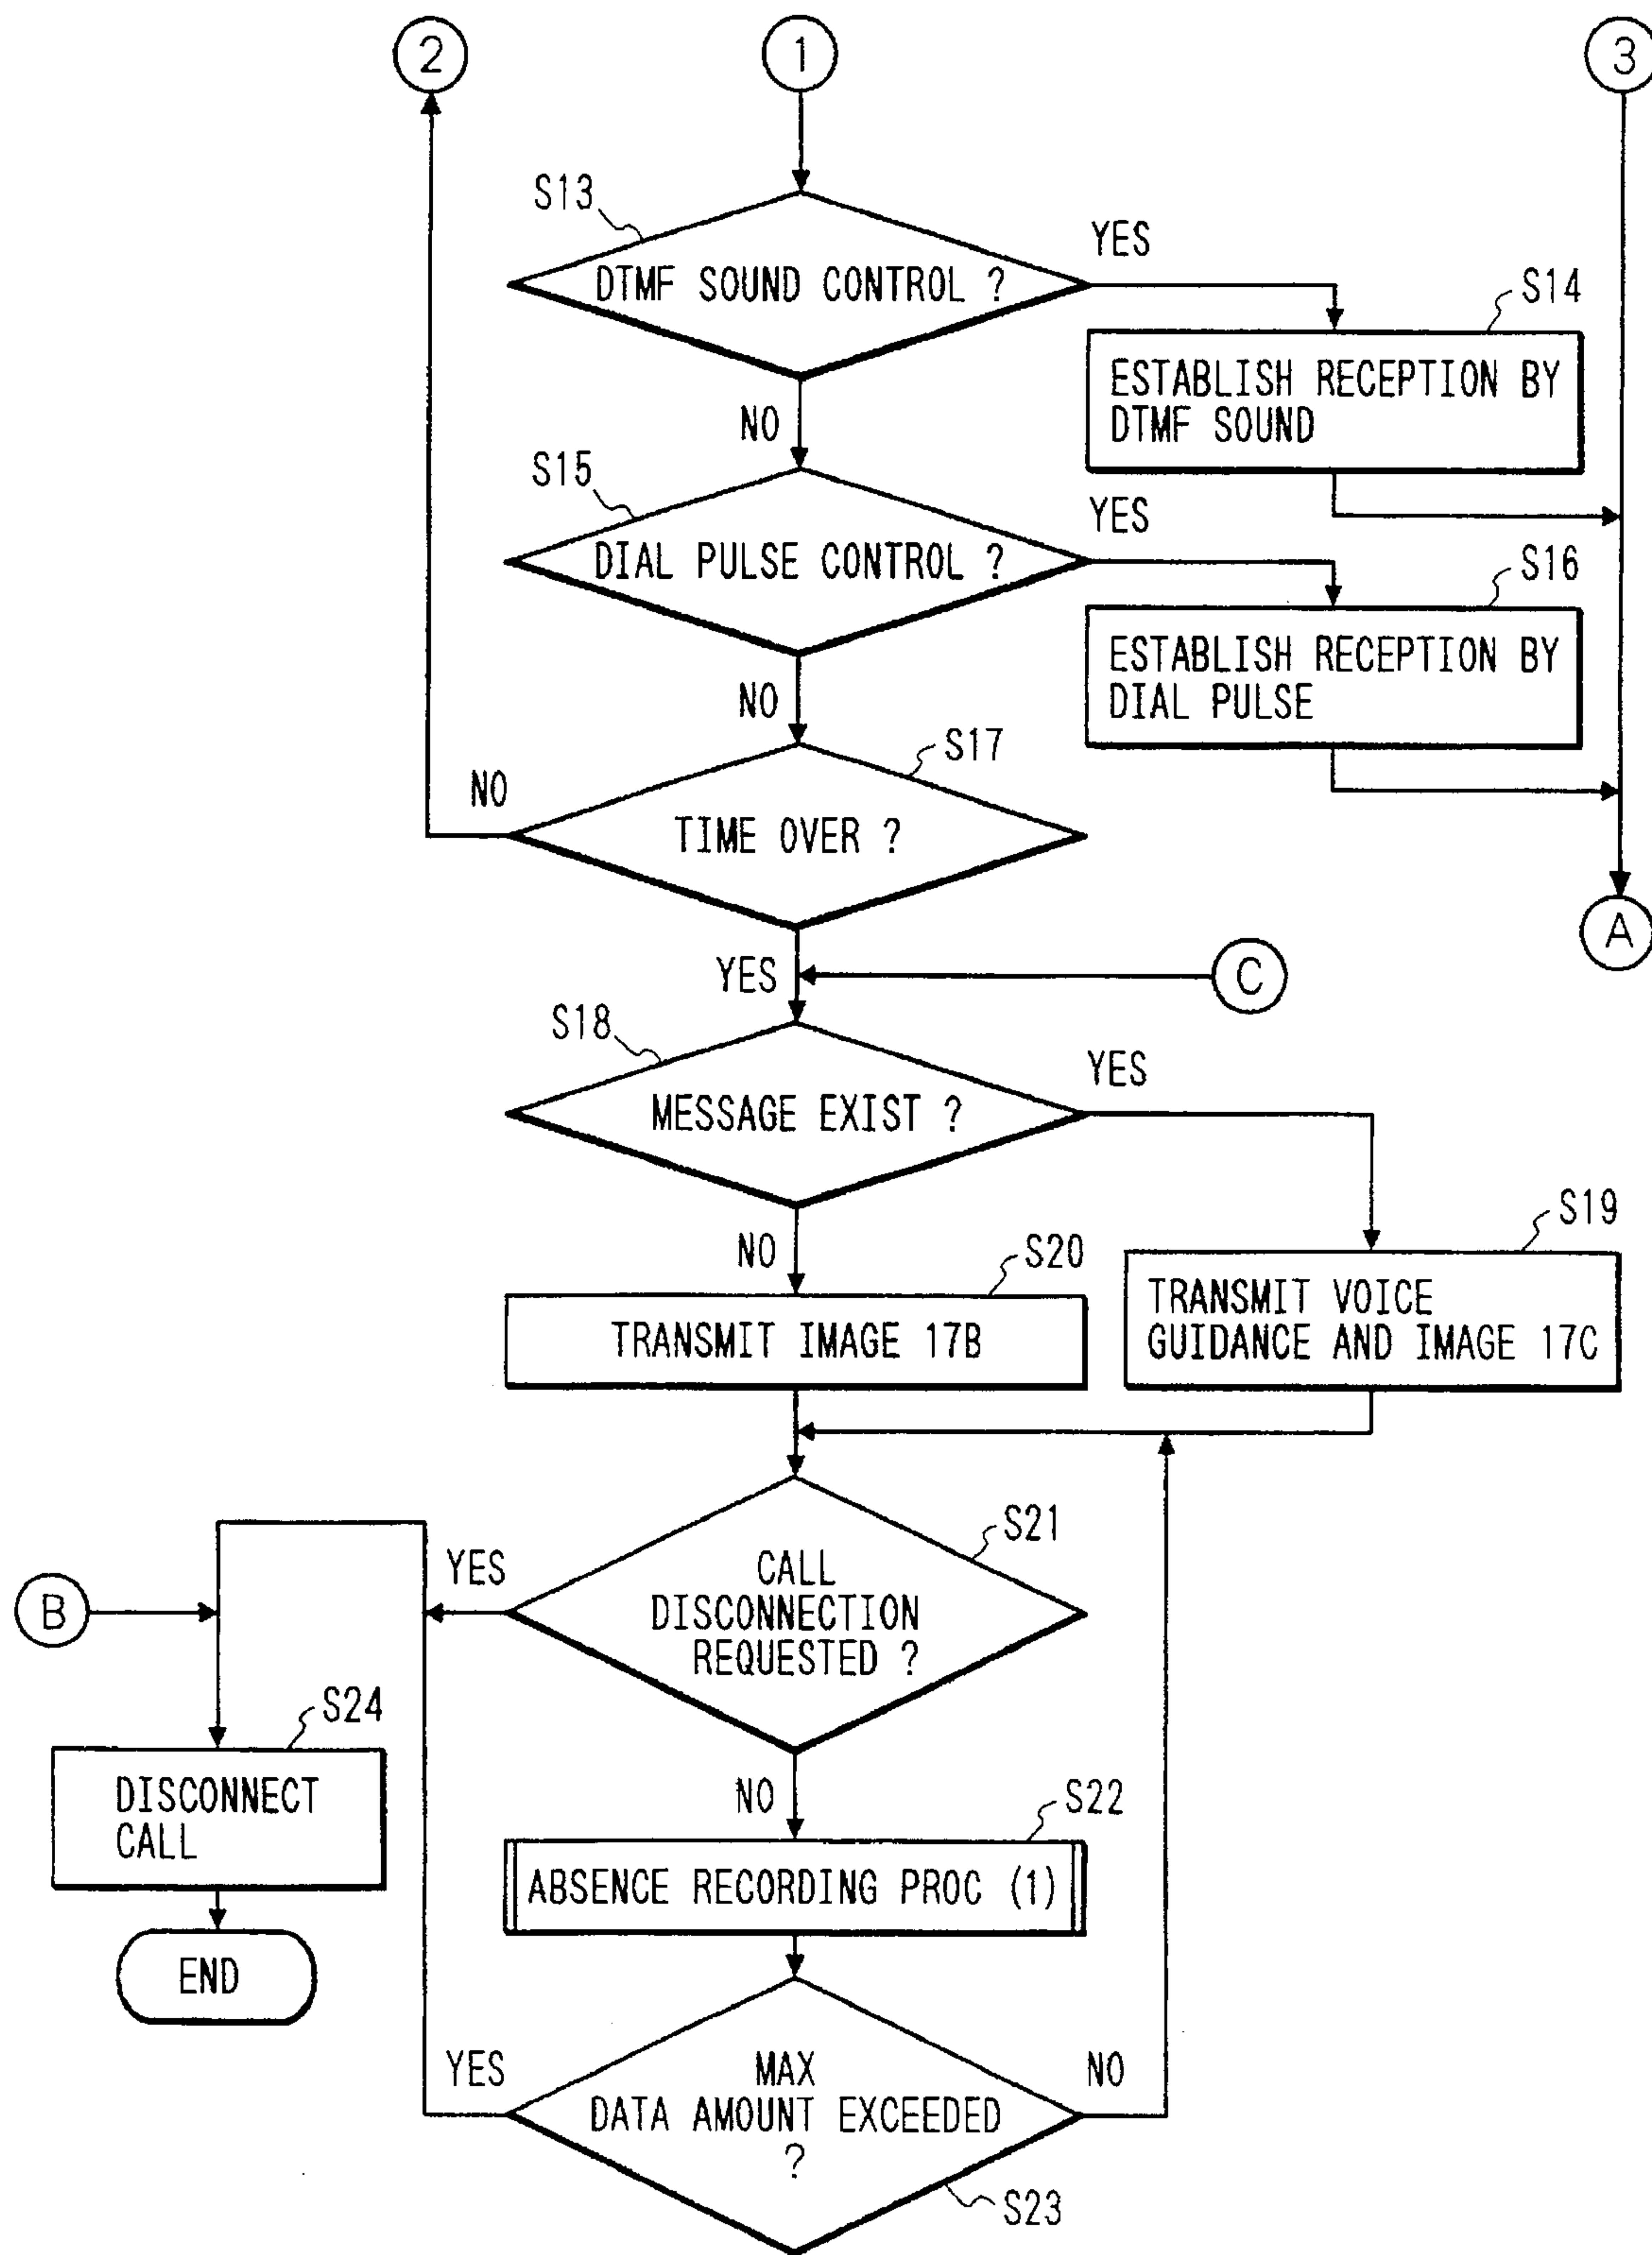 2
1
3
S13
DTMF SOUND CONTROL ?
YES
S14
ESTABLISH RECEPTION BY
DTMF SOUND
NO
S15
DIAL PULSE CONTROL ?
YES
S16
ESTABLISH RECEPTION BY
DIAL PULSE
NO
S17
NO
TIME OVER ?
A
YES
C
S18
MESSAGE EXIST ?
YES
NO
S20
TRANSMIT IMAGE 17B
S19
TRANSMIT VOICE
GUIDANCE AND IMAGE 17C
S21
YES
CALL
DISCONNECTION
REQUESTED ?
B
S24
DISCONNECT
CALL
END
NO
S22
ABSENCE RECORDING PROC (1)
YES
MAX
DATA AMOUNT EXCEEDED
?
NO
S23